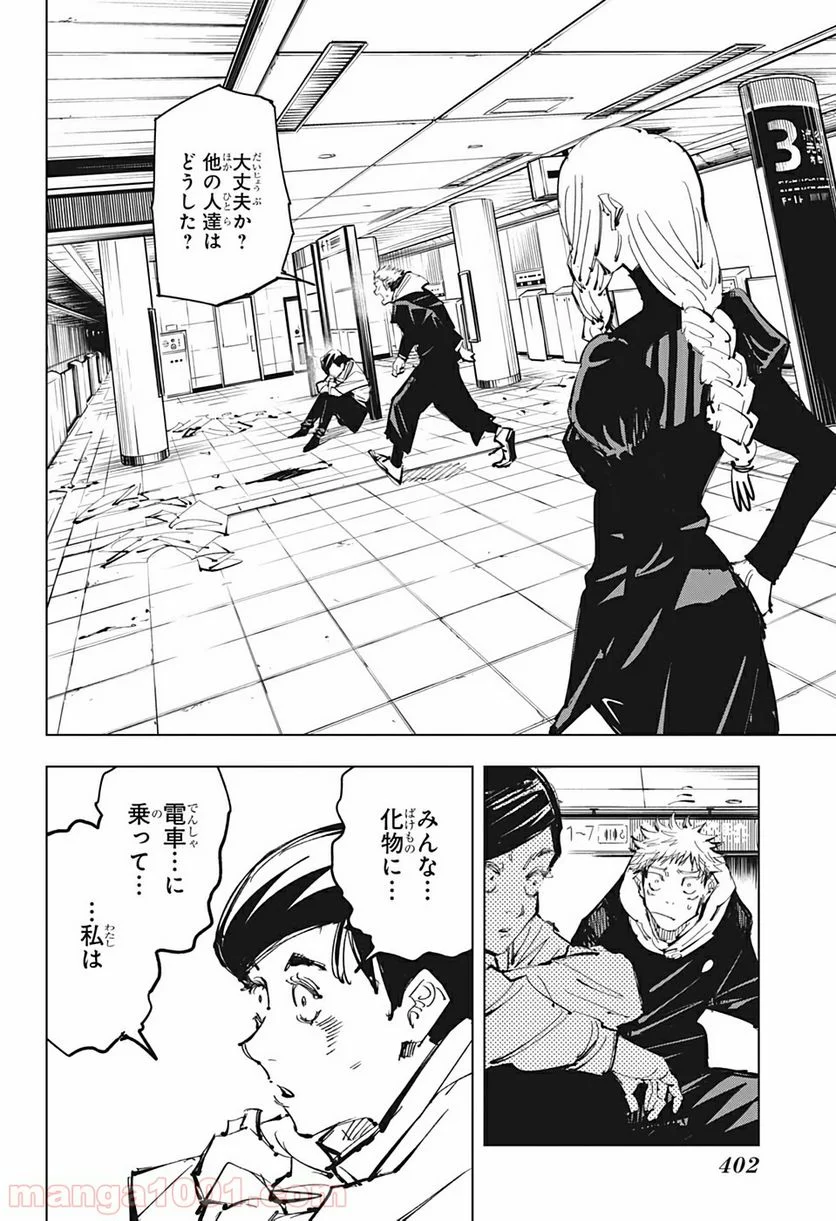 大丈夫か?
他の人達は
どうした?
3
F-1
1~7
みんな…
化物に…
電車…に
乗って…
…私は
402
manga1001.com